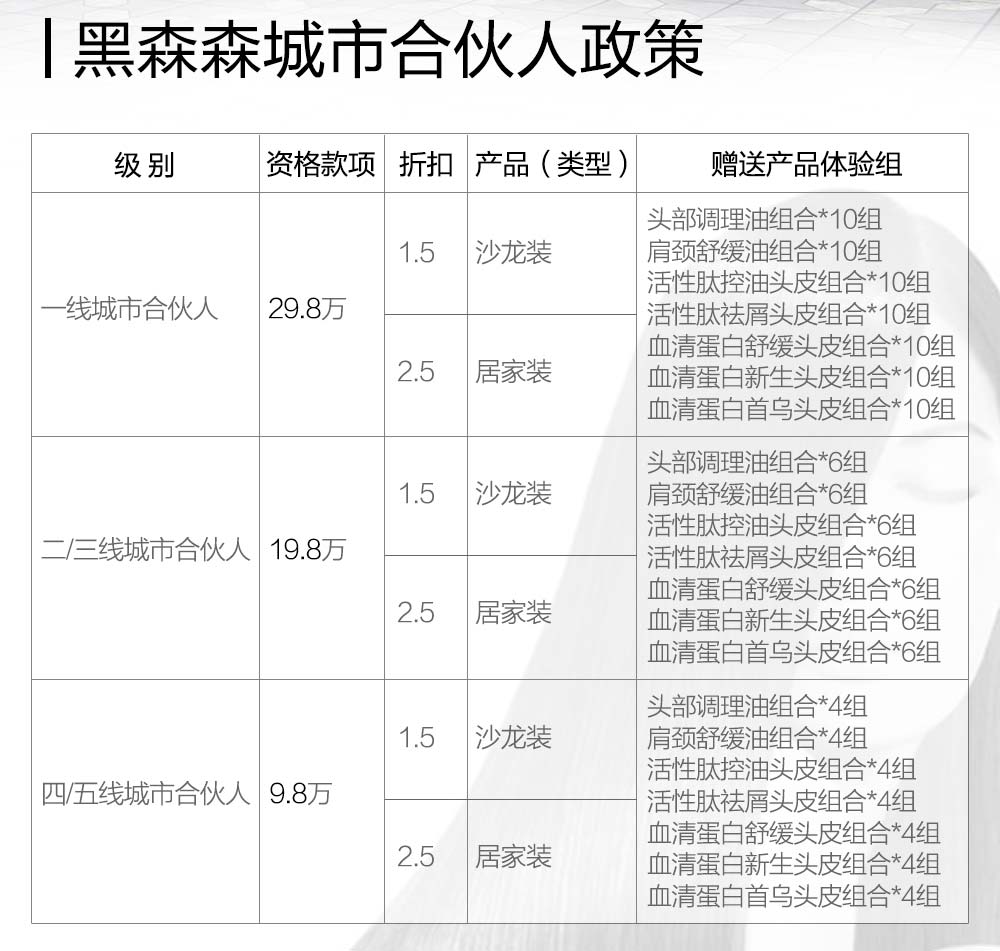 黑森森城市合伙人政策
级 别 资格款项 折扣 产品（类型） 赠送产品体验组
一线城市合伙人
29.8万
1.5 沙龙装
2.5 居家装
头部调理油组合*10组
肩颈舒缓油组合*10组
活性肽控油头皮组合*10组
活性肽祛屑头皮组合*10组
血清蛋白舒缓头皮组合*10组
血清蛋白新生头皮组合*10组
血清蛋白首乌头皮组合*10组
二/三线城市合伙人
19.8万
1.5 沙龙装
2.5 居家装
头部调理油组合*6组
肩颈舒缓油组合*6组
活性肽控油头皮组合*6组
活性肽祛屑头皮组合*6组
血清蛋白舒缓头皮组合*6组
血清蛋白新生头皮组合*6组
血清蛋白首乌头皮组合*6组
四/五线城市合伙人
9.8万
1.5 沙龙装
2.5 居家装
头部调理油组合*4组
肩颈舒缓油组合*4组
活性肽控油头皮组合*4组
活性肽祛屑头皮组合*4组
血清蛋白舒缓头皮组合*4组
血清蛋白新生头皮组合*4组
血清蛋白首乌头皮组合*4组